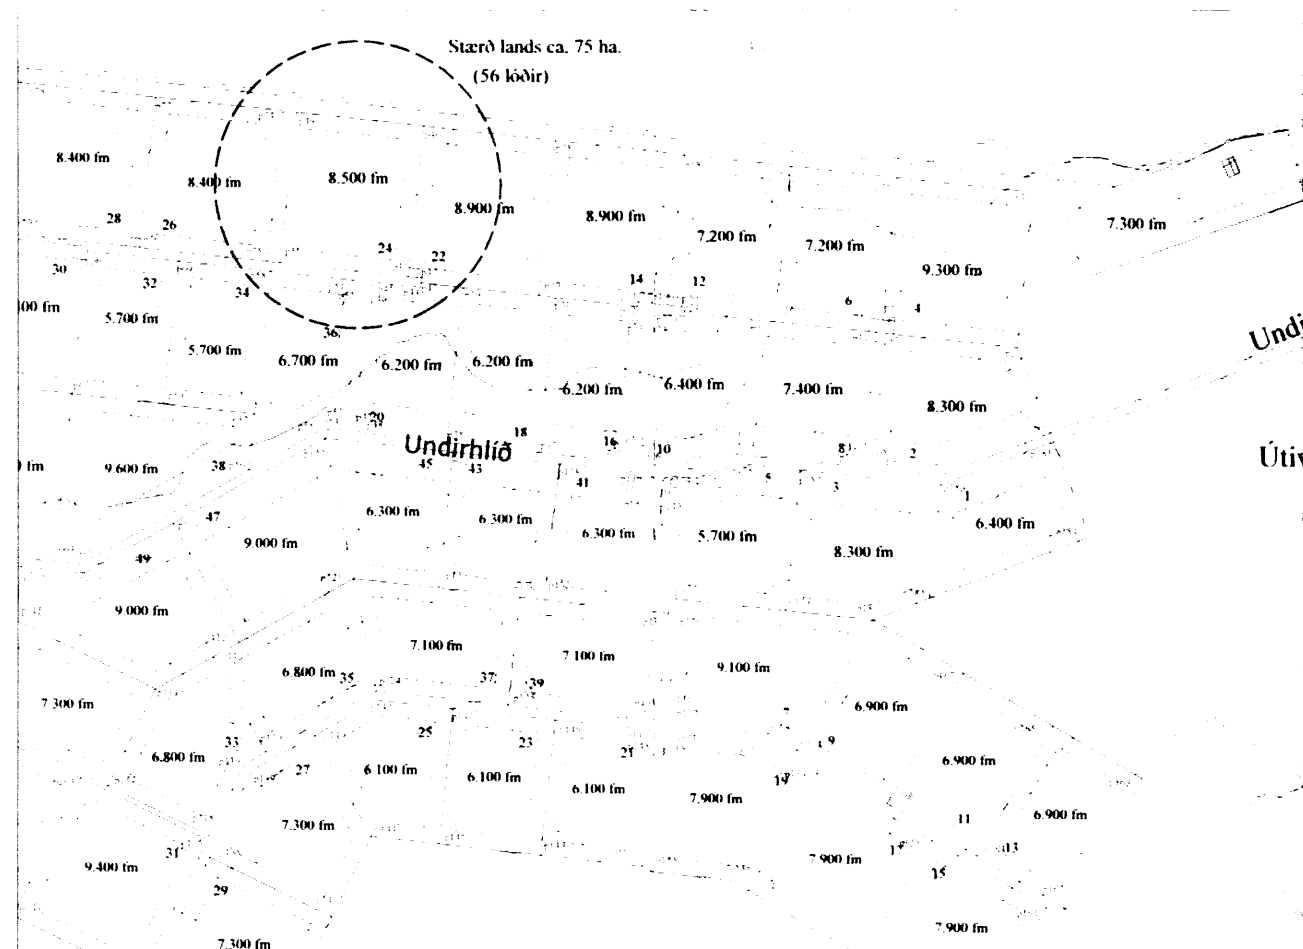 Stærð lands ca. 75 ha.
(56 lóðir)
8.400 fm
8.400 fm
8.500 fm
8.900 fm
8.900 fm
7.200 fm
7.200 fm
9.300 fm
7.300 fm
28
26
24
22
14
12
6
4
30
32
34
36
5.700 fm
5.700 fm
6.700 fm
6.200 fm
6.200 fm
6.200 fm
6.400 fm
7.400 fm
8.300 fm
20
18
16
10
8
2
Undirhlíð
9.600 fm
38
45
43
41
5
3
1
47
49
9.000 fm
6.300 fm
6.300 fm
6.300 fm
5.700 fm
8.300 fm
6.400 fm
9.000 fm
7.100 fm
7.100 fm
9.100 fm
6.800 fm
35
37
39
7.300 fm
6.900 fm
7
9
33
25
23
21
6.800 fm
27
6.100 fm
6.100 fm
6.100 fm
19
7.900 fm
6.900 fm
6.900 fm
11
13
15
7.300 fm
7.900 fm
31
9.400 fm
29
7.900 fm
7.300 fm